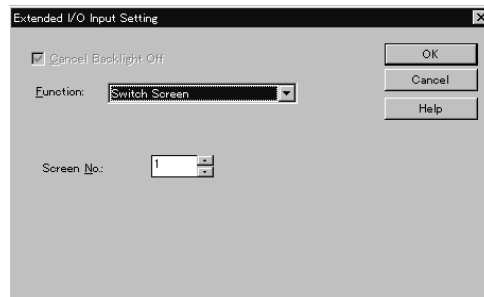 Extended I/O Input Setting
Cancel Backlight Off
OK
Cancel
Function: Switch Screen
Help
Screen No.: 1